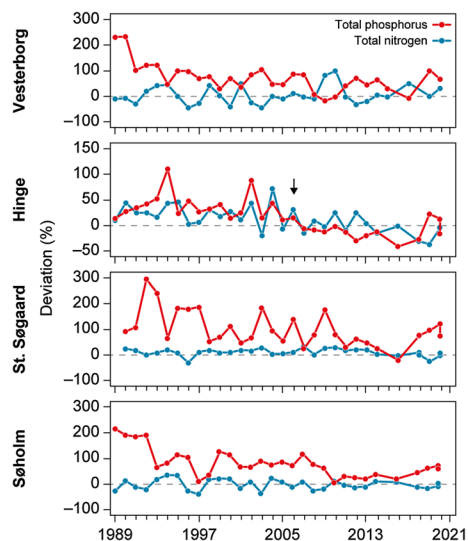 Total phosphorus
Total nitrogen
Vesterborg
300
200
100
0
–100
Hinge
150
100
50
0
–50
Deviation (%)
St. Søgaard
300
200
100
0
–100
Søholm
300
200
100
0
–100
1989 1997 2005 2013 2021